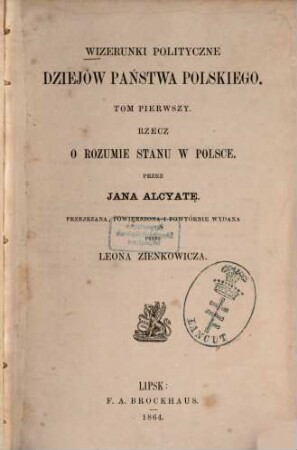 WIZERUNKI POLITYCZNE
DZIEJÓW PAŃSTWA POLSKIEGO.
TOM PIERWSZY.
RZECZ
O ROZUMIE STANU W POLSCE.
PRZEZ
JANA ALCYATĘ.
PRZEJRZANA, POWIĘKSZONA I POWTÓRNIE WYDANA
PRZEZ
LEONA ZIENKOWICZA.
ŁAŃCUT
LIPSK:
F. A. BROCKHAUS.
1864.